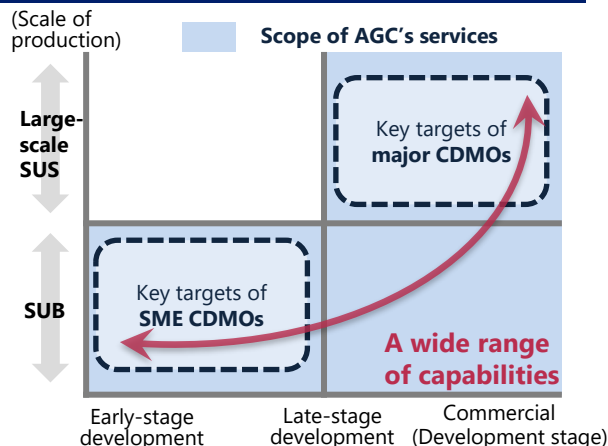 (Scale of
production)
Scope of AGC's services
Large-
scale
SUS
Key targets of
major CDMOs
SUB
Key targets of
SME CDMOs
A wide range
of capabilities
Early-stage
development
Late-stage
development
Commercial
(Development stage)